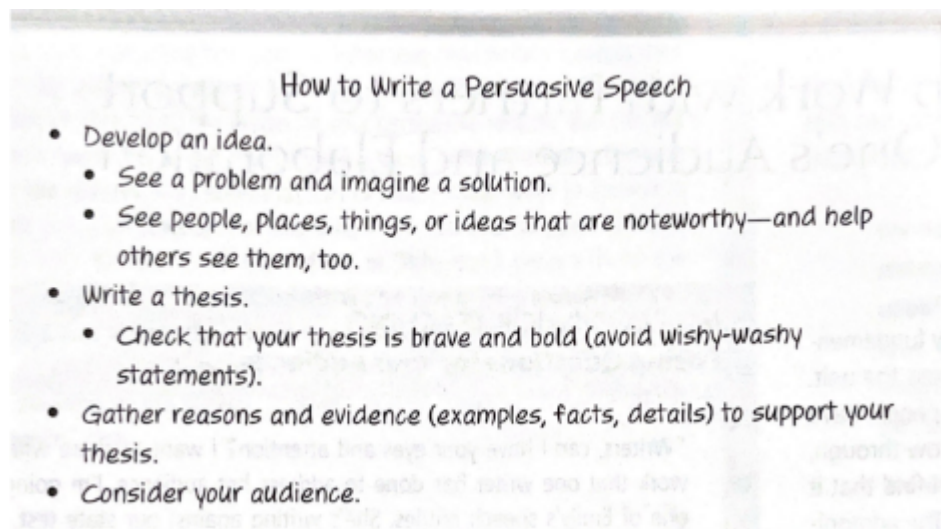 How to Write a Persuasive Speech
• Develop an idea.
• See a problem and imagine a solution.
• See people, places, things, or ideas that are noteworthy—and help
others see them, too.
• Write a thesis.
• Check that your thesis is brave and bold (avoid wishy-washy
statements).
• Gather reasons and evidence (examples, facts, details) to support your
thesis.
• Consider your audience.